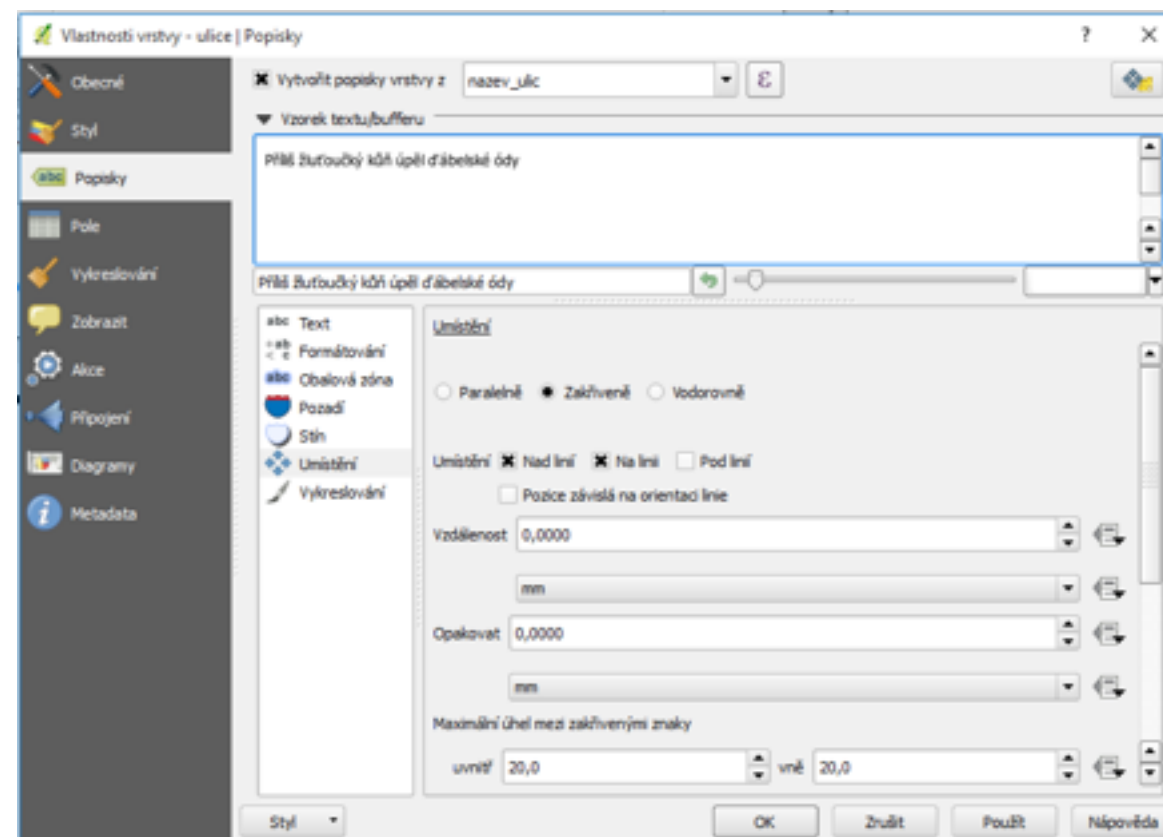 Vlastnosti vrstvy - ulice | Popisky
?
Obecné
Styl
Popisky
Pole
Vykreslování
Zobrazit
Akce
Připojení
Diagramy
Metadata
Vytvořit popisky vrstvy z nazev_ulic ε
Vzorek textu/bufferu
Příliš žluťoučký kůň úpěl ďábelské ódy
Příliš žluťoučký kůň úpěl ďábelské ódy
abc Text
Formátování
abc Obalová zóna
Pozadí
Stín
Umístění
Vykreslování
Umístění
Paralelně Zakřiveně Vodorovně
Umístění Nad linií Na linii Pod linií
Pozice závislá na orientaci linie
Vzdálenost 0,0000
mm
Opakovat 0,0000
mm
Maximální úhel mezi zakřivenými znaky
uvnitř 20,0 vně 20,0
Styl OK Zrušit Použít Nápověda